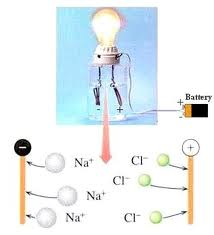 Battery
+
-
- +
- +
Na⁺ Cl⁻
Cl⁻
Na⁺
Na⁺ Cl⁻